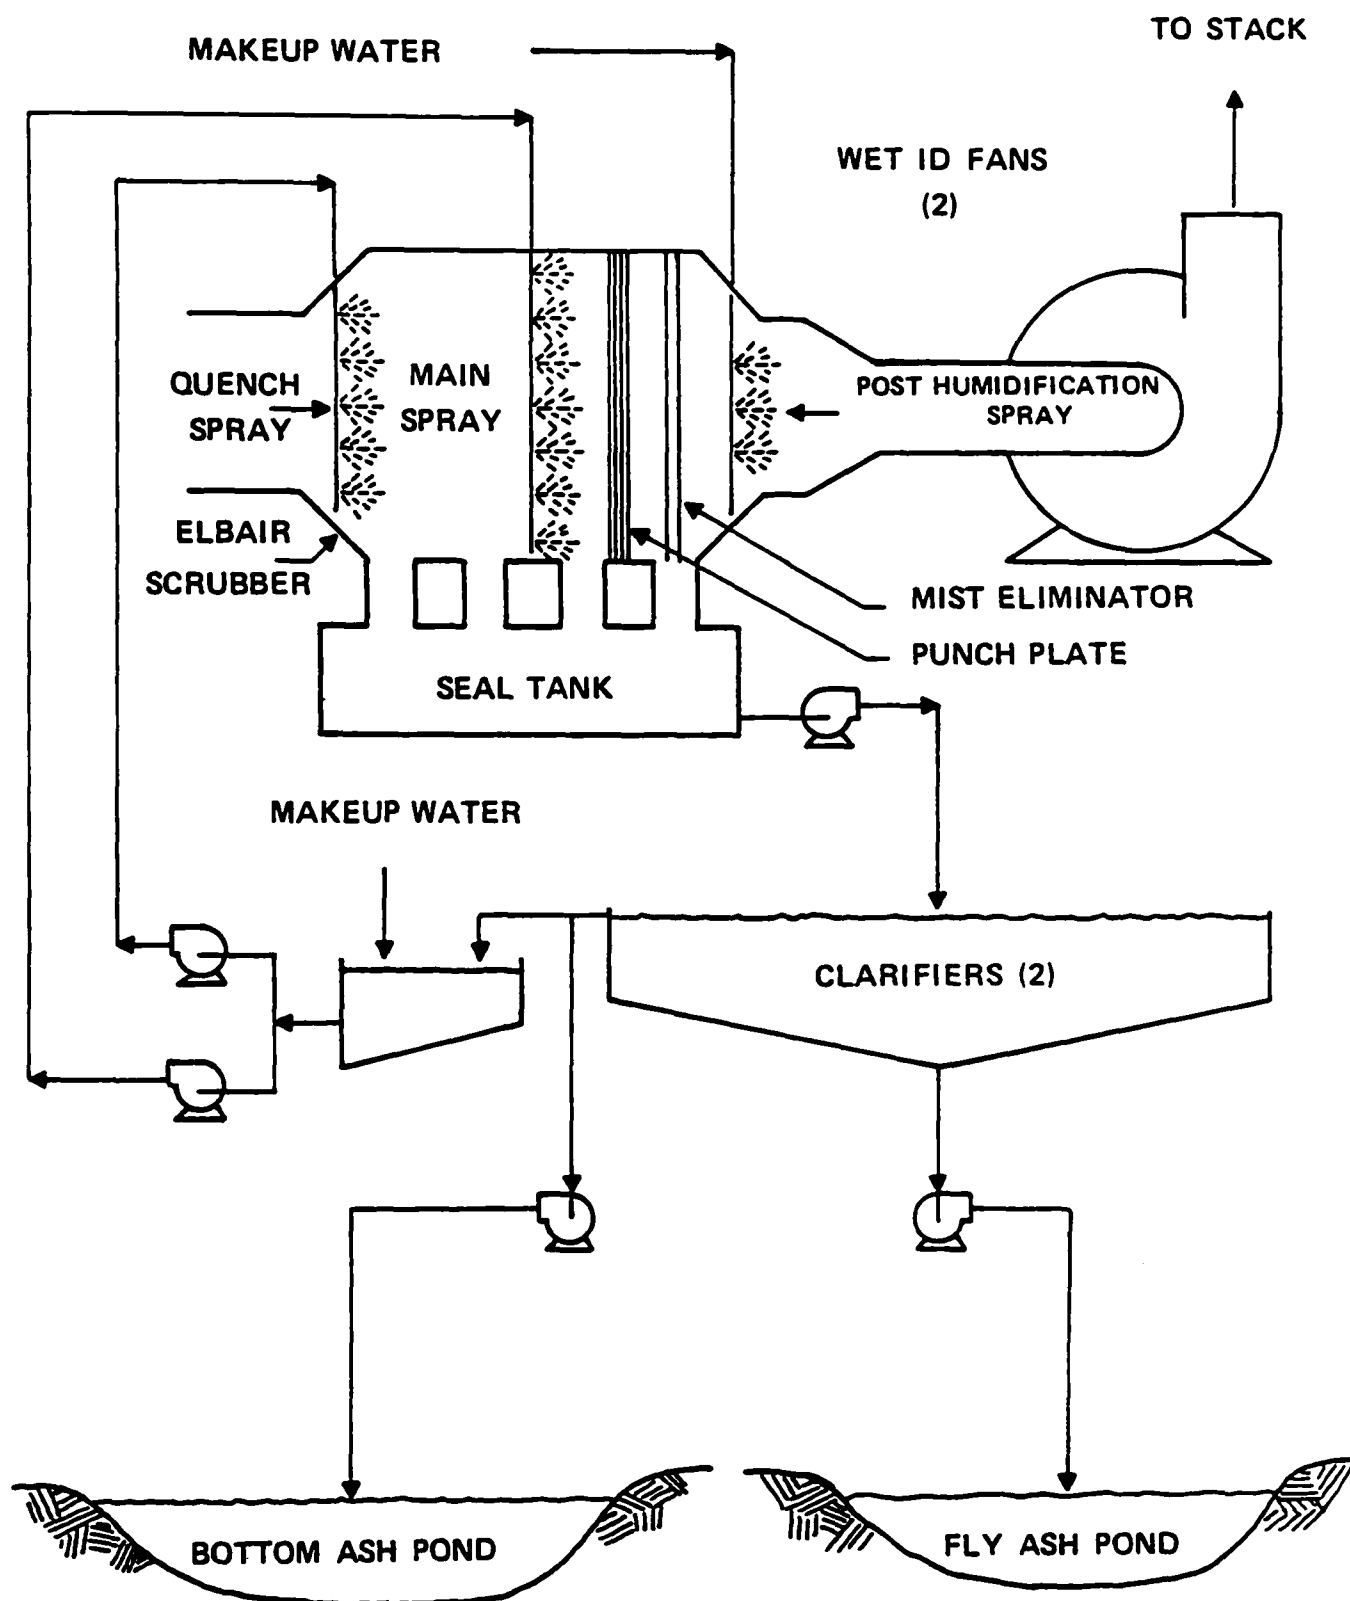 TO STACK
MAKEUP WATER
WET ID FANS
(2)
QUENCH
SPRAY
MAIN
SPRAY
POST HUMIDIFICATION
SPRAY
ELBAIR
SCRUBBER
MIST ELIMINATOR
PUNCH PLATE
SEAL TANK
MAKEUP WATER
CLARIFIERS (2)
BOTTOM ASH POND
FLY ASH POND